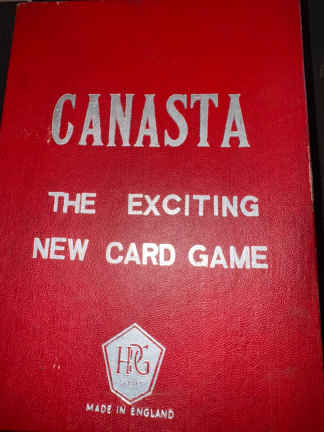 CANASTA
THE EXCITING
NEW CARD GAME
HPG
MADE IN ENGLAND